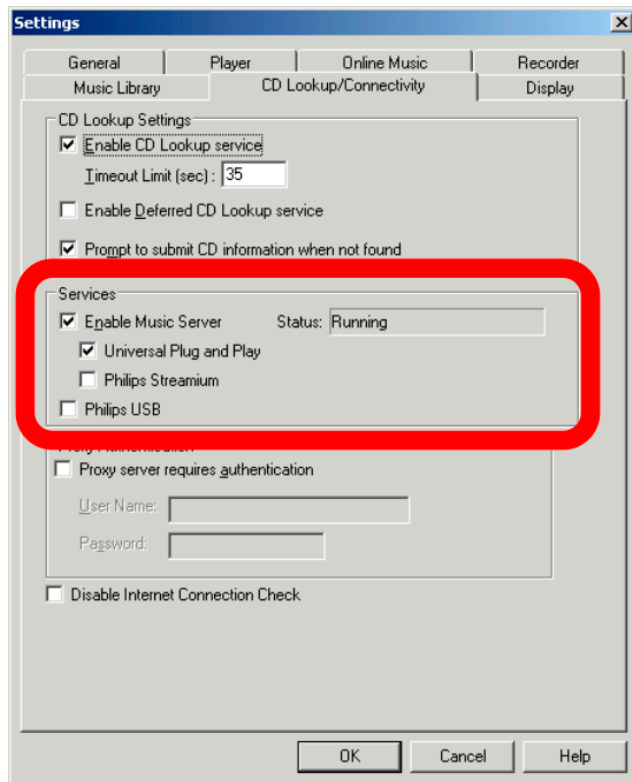 Settings
General Player Online Music Recorder
Music Library CD Lookup/Connectivity Display
CD Lookup Settings
Enable CD Lookup service
Timeout Limit (sec) : 35
Enable Deferred CD Lookup service
Prompt to submit CD information when not found
Services
Enable Music Server Status: Running
Universal Plug and Play
Philips Streamium
Philips USB
Proxy Authentication
Proxy server requires authentication
User Name:
Password:
Disable Internet Connection Check
OK Cancel Help